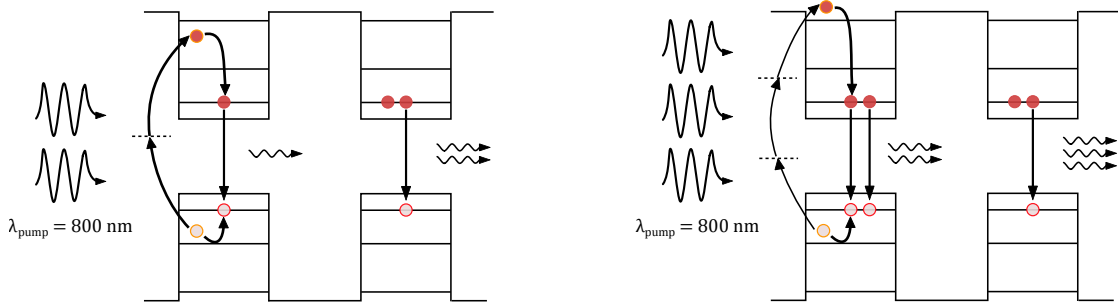 λpump = 800 nm
λpump = 800 nm